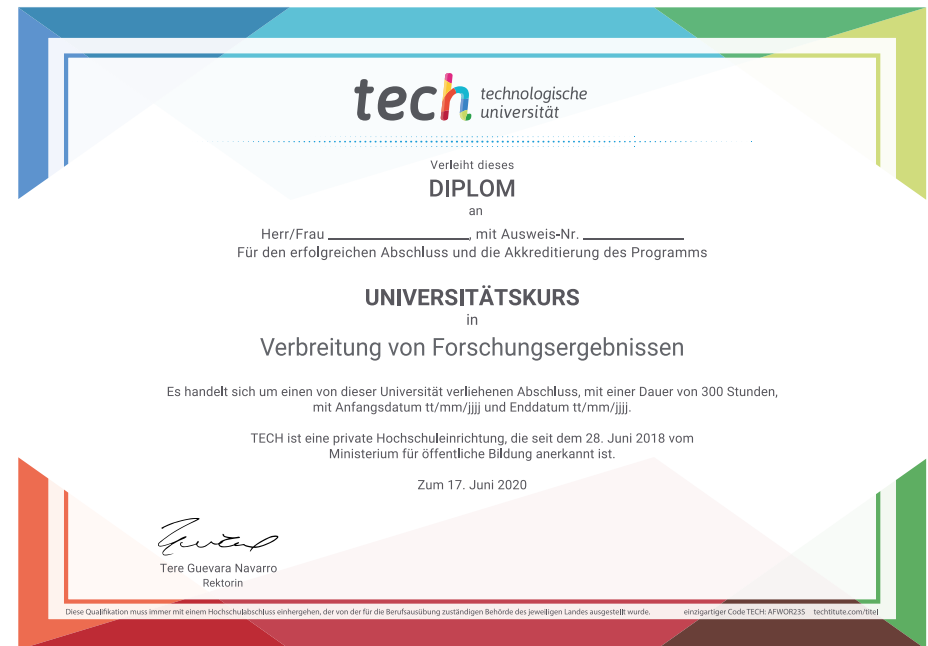 tech technologische
universität
Verleiht dieses
DIPLOM
an
Herr/Frau ____________, mit Ausweis-Nr. ____________
Für den erfolgreichen Abschluss und die Akkreditierung des Programms
UNIVERSITÄTSKURS
in
Verbreitung von Forschungsergebnissen
Es handelt sich um einen von dieser Universität verliehenen Abschluss, mit einer Dauer von 300 Stunden,
mit Anfangsdatum tt/mm/jjjj und Enddatum tt/mm/jjjj.
TECH ist eine private Hochschuleinrichtung, die seit dem 28. Juni 2018 vom
Ministerium für öffentliche Bildung anerkannt ist.
Zum 17. Juni 2020
Tere Guevara Navarro
Rektorin
Diese Qualifikation muss immer mit einem Hochschulabschluss einhergehen, der von der für die Berufsausübung zuständigen Behörde des jeweiligen Landes ausgestellt wurde. einzigartiger Code TECH: AFWOR235 techtitute.com/titel